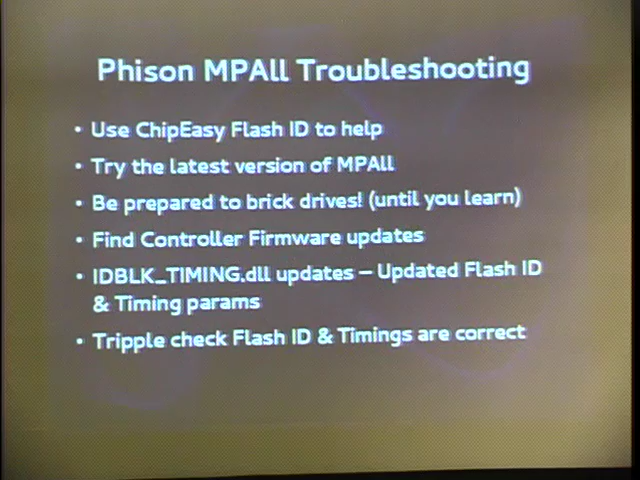 Phison MPAll Troubleshooting
• Use ChipEasy Flash ID to help
• Try the latest version of MPAll
• Be prepared to brick drives! (until you learn)
• Find Controller Firmware updates
• IDBLK_TIMING.dll updates – Updated Flash ID
& Timing params
• Tripple check Flash ID & Timings are correct